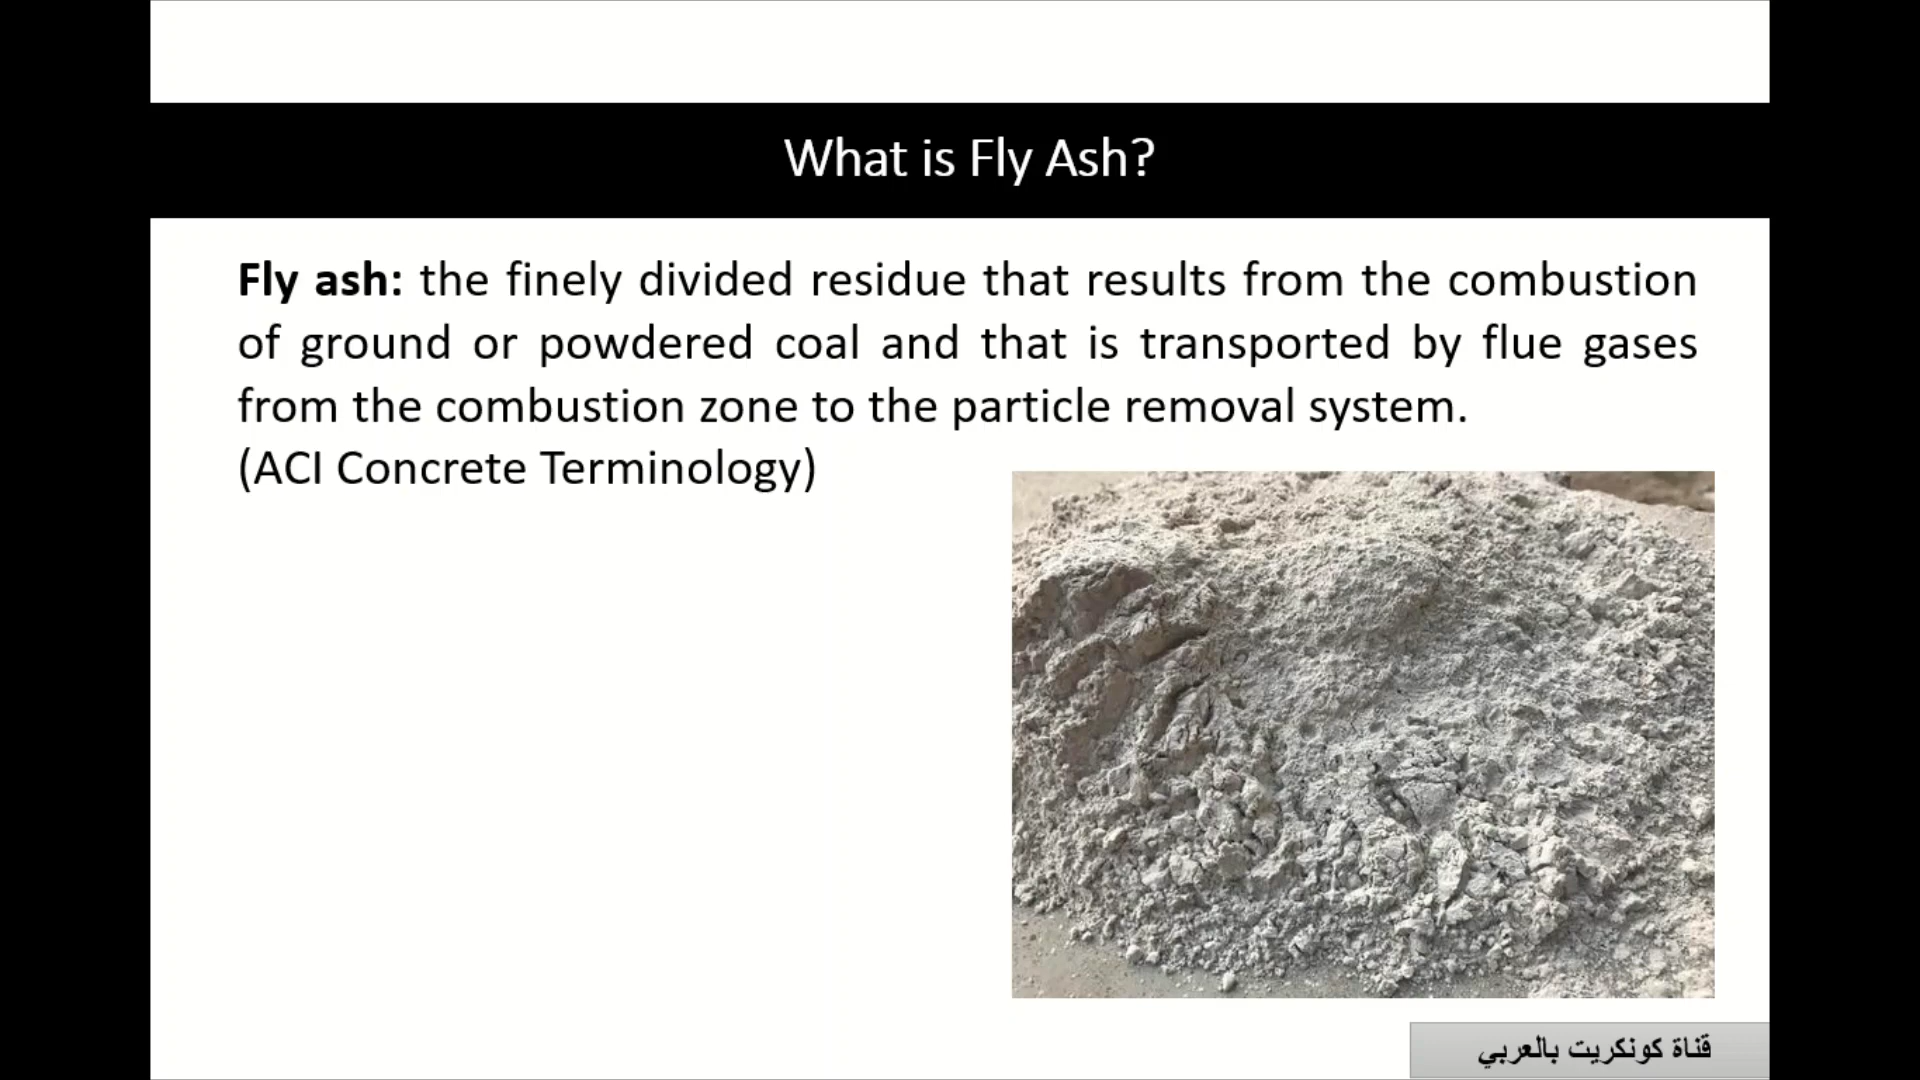 What is Fly Ash?
Fly ash: the finely divided residue that results from the combustion
of ground or powdered coal and that is transported by flue gases
from the combustion zone to the particle removal system.
(ACI Concrete Terminology)
قناة كونكريت بالعربي